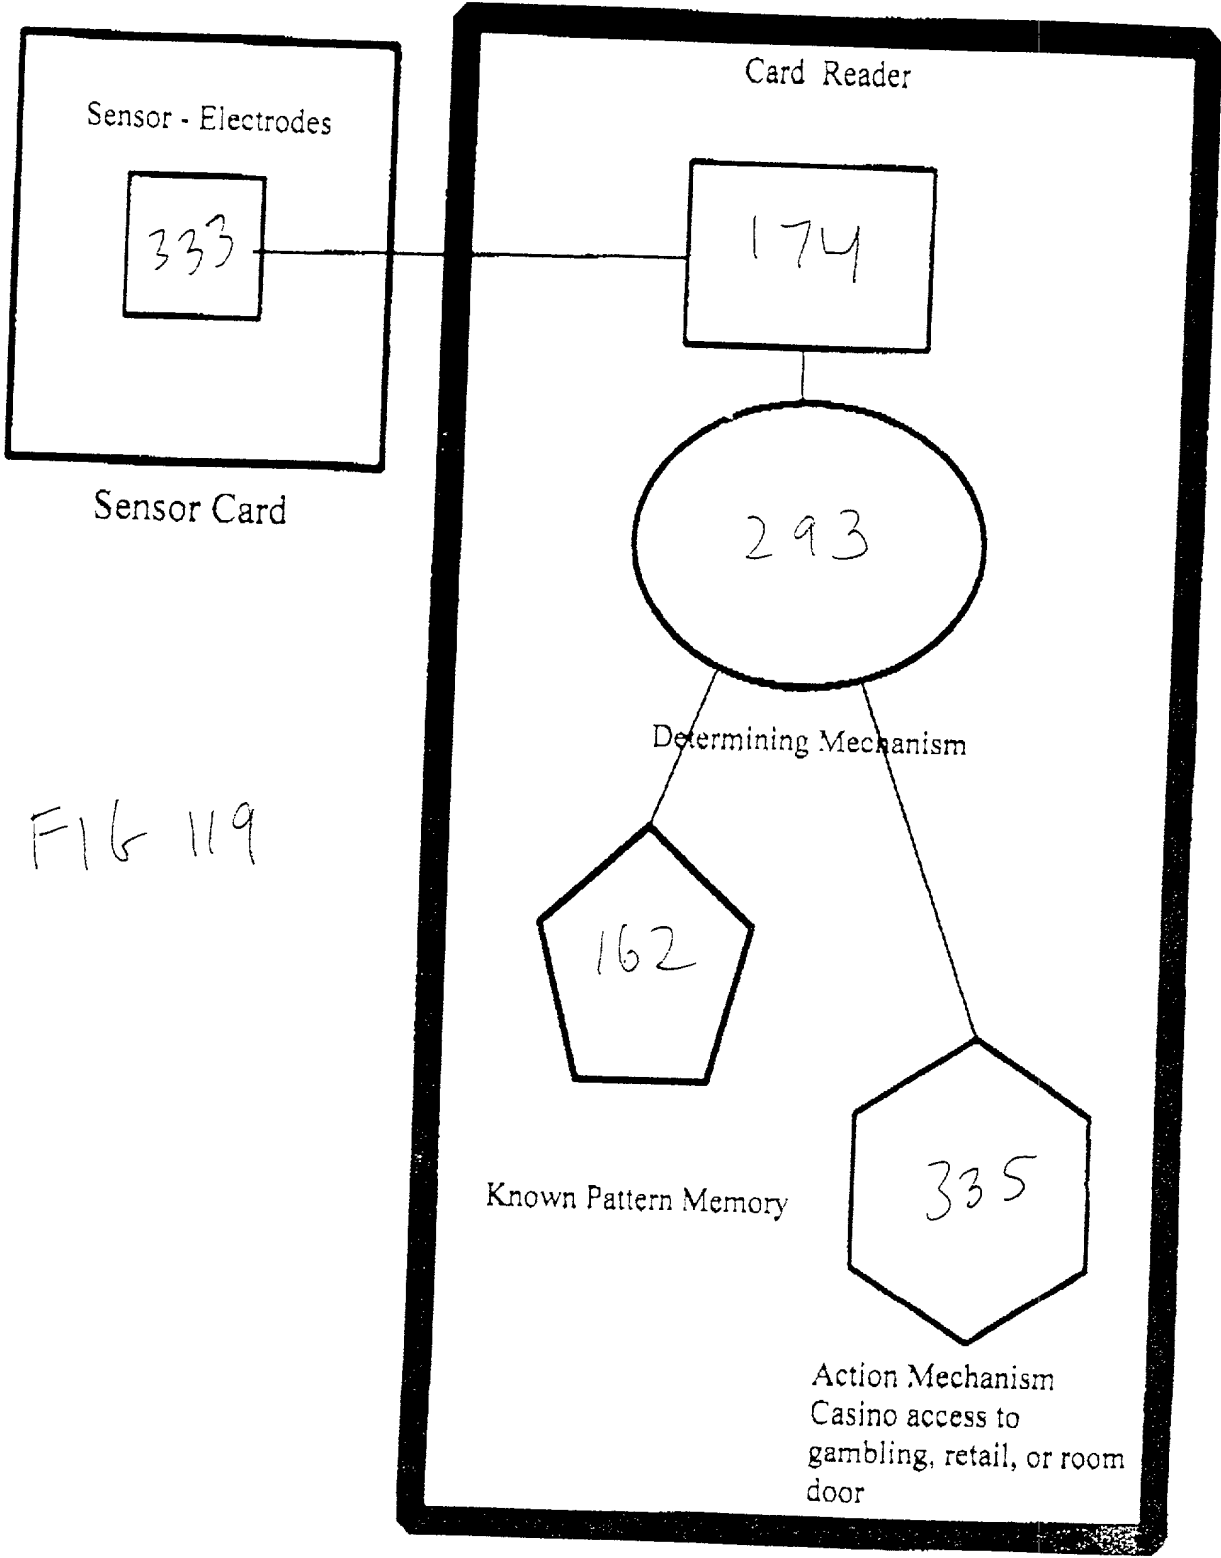 Card Reader
Sensor - Electrodes
333
174
Sensor Card
293
Determining Mechanism
FIG 119
162
Known Pattern Memory
335
Action Mechanism
Casino access to
gambling, retail, or room
door